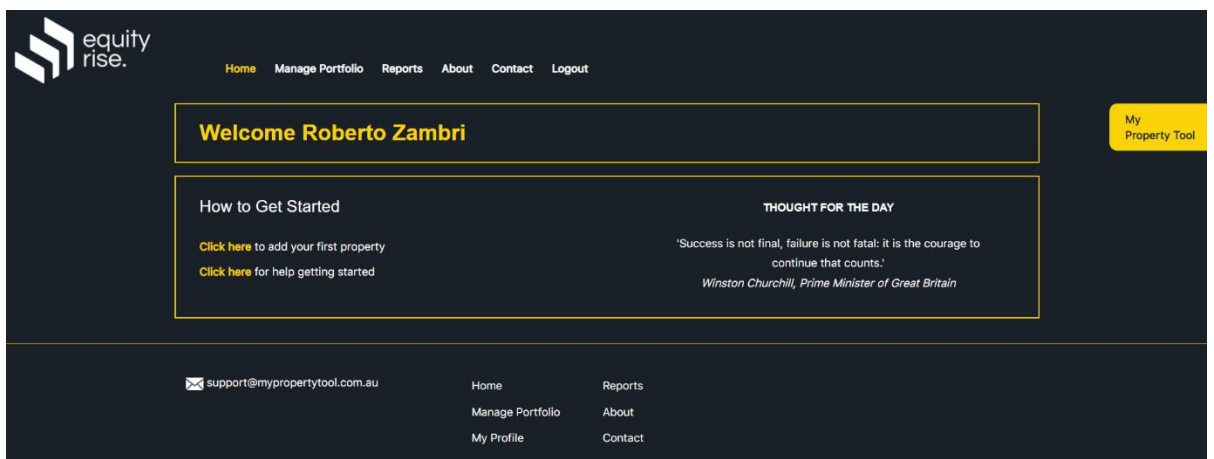 equity
rise.
Home Manage Portfolio Reports About Contact Logout
Welcome Roberto Zambri
My
Property Tool
How to Get Started
Click here to add your first property
Click here for help getting started
THOUGHT FOR THE DAY
'Success is not final, failure is not fatal: it is the courage to
continue that counts.'
Winston Churchill, Prime Minister of Great Britain
support@mypropertytool.com.au
Home
Manage Portfolio
My Profile
Reports
About
Contact